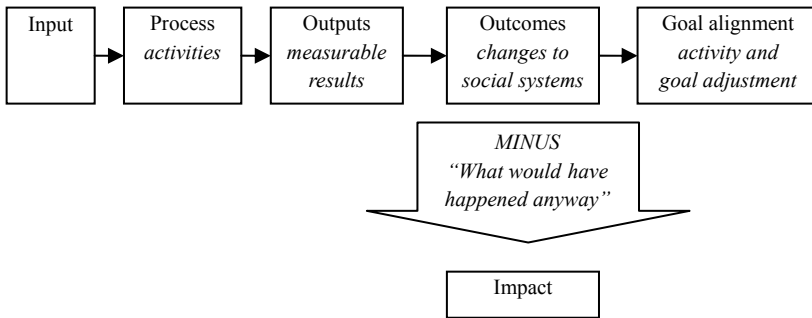 Input
Process
activities
Outputs
measurable
results
Outcomes
changes to
social systems
Goal alignment
activity and
goal adjustment
MINUS
“What would have
happened anyway”
Impact